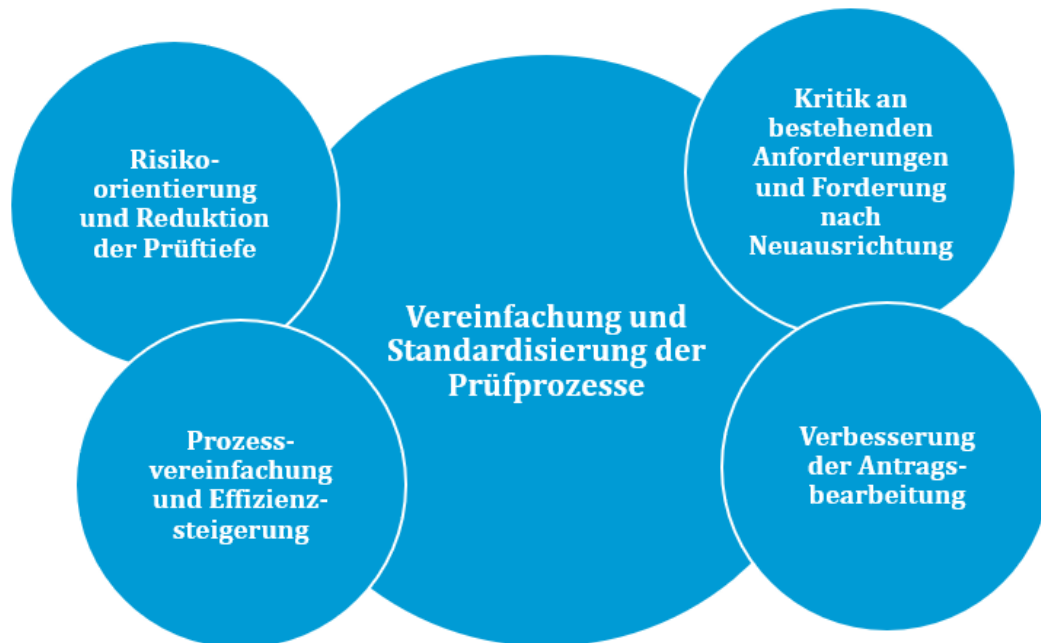 Risiko-
orientierung
und Reduktion
der Prüftiefe
Kritik an
bestehenden
Anforderungen
und Forderung
nach
Neuausrichtung
Vereinfachung und
Standardisierung der
Prüfprozesse
Prozess-
vereinfachung
und Effizienz-
steigerung
Verbesserung
der Antrags-
bearbeitung